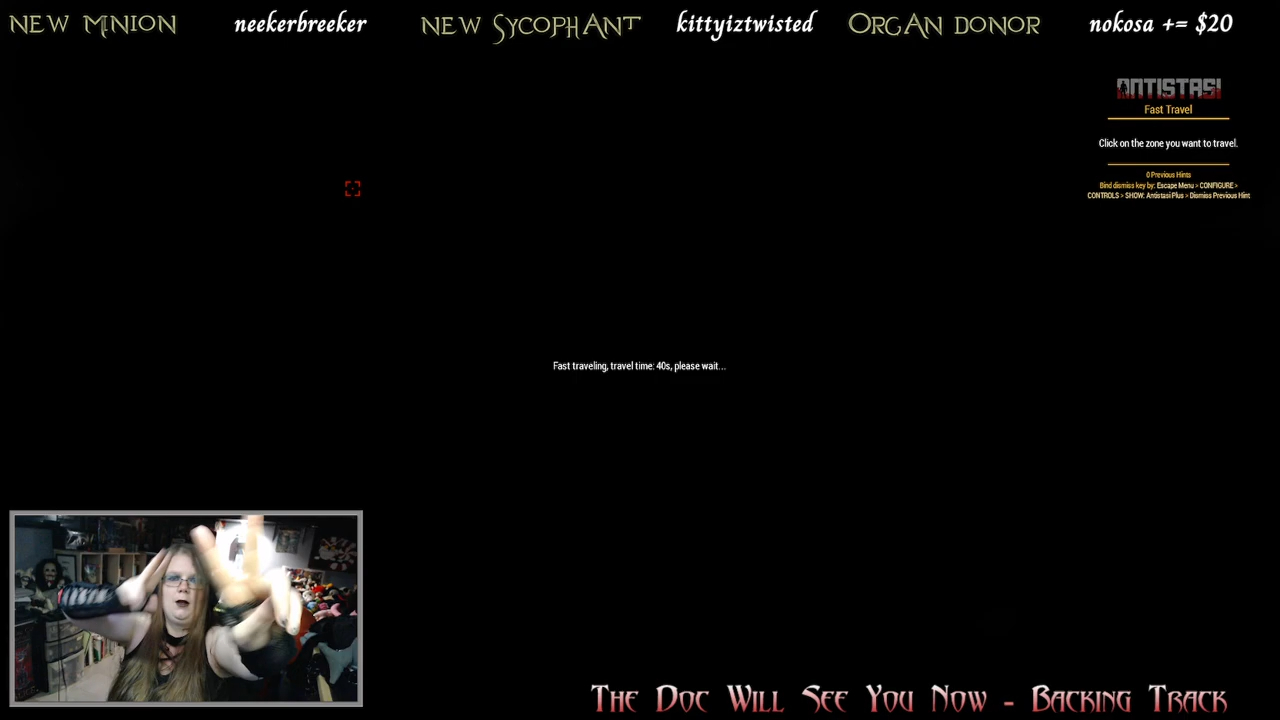 NEW MINION neekerbreeker NEW SYCOPHANT kittyiztwisted ORGAN DONOR nokosa += $20
ANTISTASI
Fast Travel
Click on the zone you want to travel.
0 Previous Hints
Bind dismiss key by: Escape Menu > CONFIGURE >
CONTROLS > SHOW: Antistasi Plus > Dismiss Previous Hint
Fast traveling, travel time: 40s, please wait...
The Doc Will See You Now - Backing Track